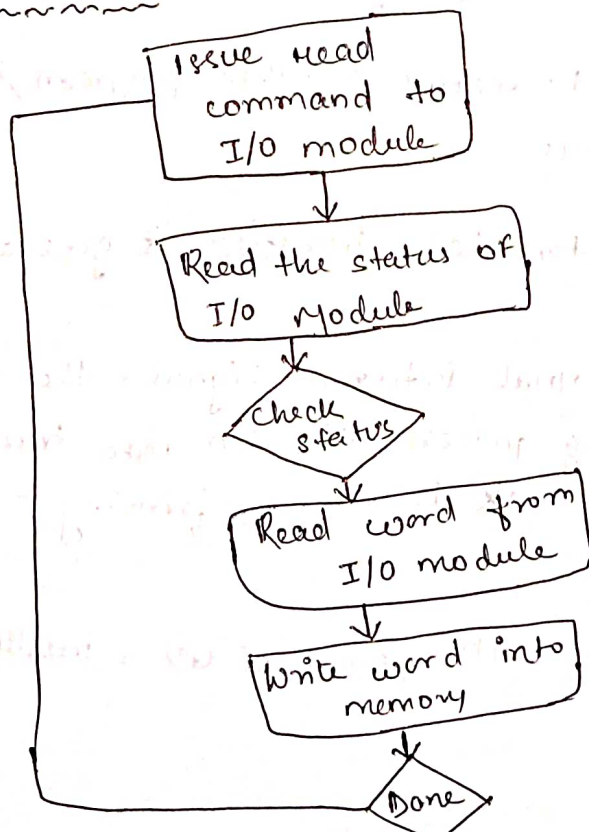 Issue read
command to
I/O module
Read the status of
I/O Module
Check
status
Read word from
I/O module
Write word into
memory
Done